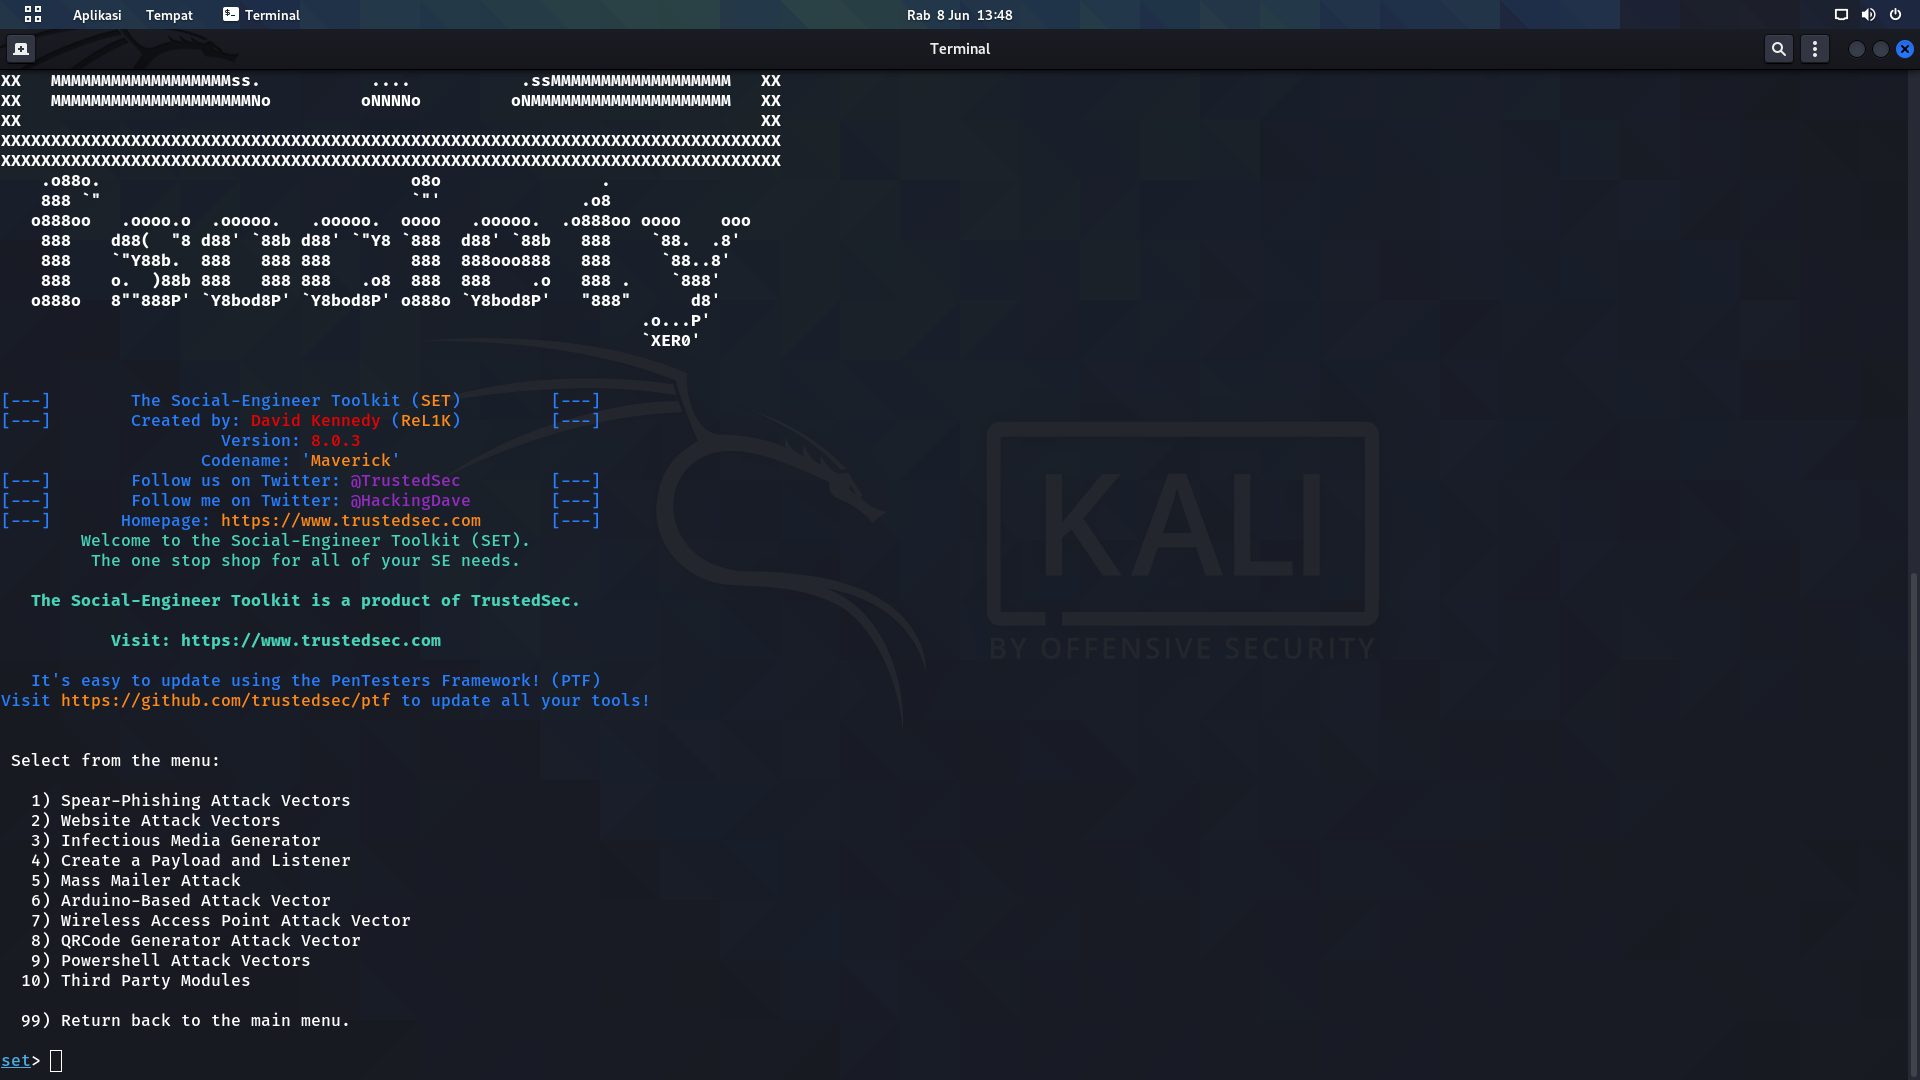 Aplikasi Tempat Terminal Rab 8 Jun 13:48
Terminal
XX   MMMMMMMMMMMMMMMMMMss.           ....           .ssMMMMMMMMMMMMMMMMMM   XX
XX   MMMMMMMMMMMMMMMMMMMMNo         oNNNNo         oNMMMMMMMMMMMMMMMMMMMM   XX
XX                                                                          XX
XXXXXXXXXXXXXXXXXXXXXXXXXXXXXXXXXXXXXXXXXXXXXXXXXXXXXXXXXXXXXXXXXXXXXXXXXXXXXX
XXXXXXXXXXXXXXXXXXXXXXXXXXXXXXXXXXXXXXXXXXXXXXXXXXXXXXXXXXXXXXXXXXXXXXXXXXXXXX
    .o88o.                               o8o                .
    888 `"                               `"'              .o8
   o888oo   .oooo.o  .ooooo.   .ooooo.  oooo   .ooooo.  .o888oo oooo    ooo
    888    d88(  "8 d88' `88b d88' `"Y8 `888  d88' `88b   888    `88.  .8'
    888    `"Y88b.  888   888 888        888  888ooo888   888     `88..8'
    888    o.  )88b 888   888 888   .o8  888  888    .o   888 .    `888'
   o888o   8""888P' `Y8bod8P' `Y8bod8P' o888o `Y8bod8P'   "888"      d8'
                                                                .o...P'
                                                                `XER0'
[---]        The Social-Engineer Toolkit (SET)         [---]
[---]        Created by: David Kennedy (ReL1K)         [---]
                      Version: 8.0.3
                    Codename: 'Maverick'
[---]        Follow us on Twitter: @TrustedSec         [---]
[---]        Follow me on Twitter: @HackingDave        [---]
[---]       Homepage: https://www.trustedsec.com       [---]
        Welcome to the Social-Engineer Toolkit (SET).
         The one stop shop for all of your SE needs.
   The Social-Engineer Toolkit is a product of TrustedSec.
           Visit: https://www.trustedsec.com
   It's easy to update using the PenTesters Framework! (PTF)
Visit https://github.com/trustedsec/ptf to update all your tools!
 Select from the menu:
   1) Spear-Phishing Attack Vectors
   2) Website Attack Vectors
   3) Infectious Media Generator
   4) Create a Payload and Listener
   5) Mass Mailer Attack
   6) Arduino-Based Attack Vector
   7) Wireless Access Point Attack Vector
   8) QRCode Generator Attack Vector
   9) Powershell Attack Vectors
  10) Third Party Modules
  99) Return back to the main menu.
set>
KALI
BY OFFENSIVE SECURITY